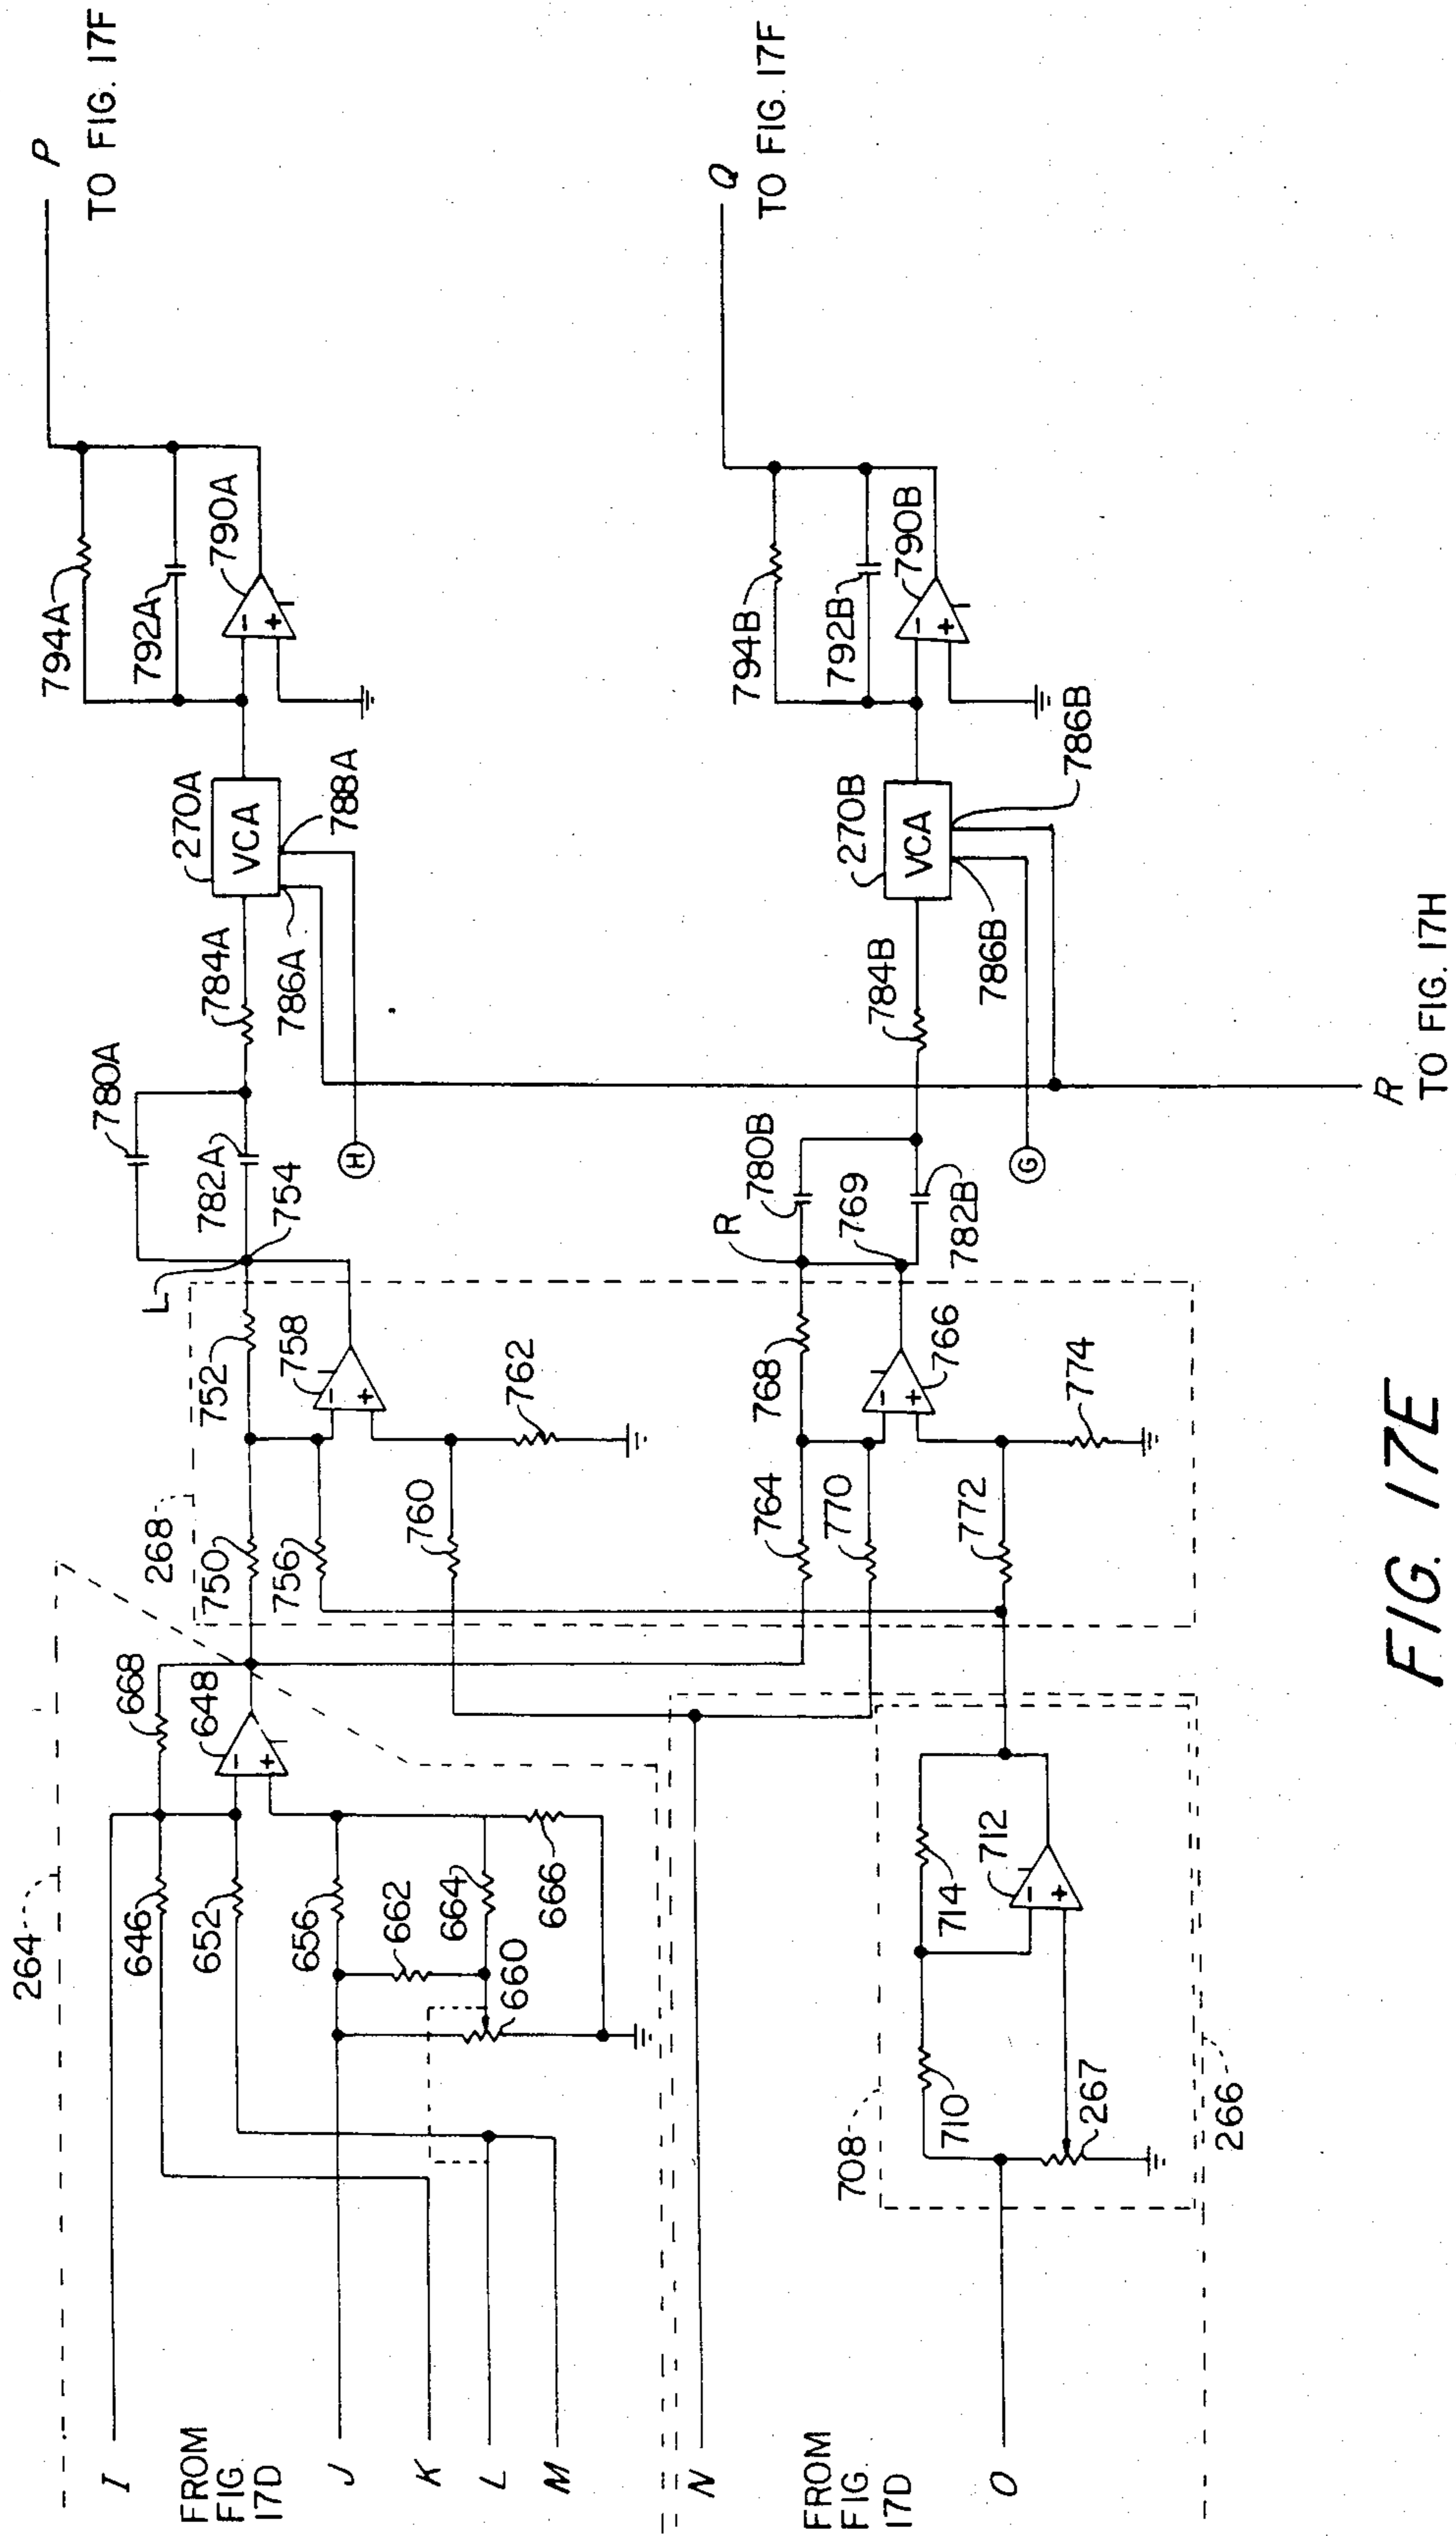 P
TO FIG. 17F
794A
792A
790A
270A
VCA
788A
784A
786A
780A
782A
H
754
L
752
758
762
268
750
756
760
668
648
264
646
652
656
662
664
666
660
I
FROM
FIG.
17D
J
K
L
M
Q
TO FIG. 17F
794B
792B
790B
270B
VCA
786B
784B
786B
780B
R
769
782B
G
R
TO FIG. 17H
768
766
774
764
770
772
N
714
712
708
710
267
266
FROM
FIG.
17D
O
- +
- +
- +
- +
- +
- +
FIG. 17E